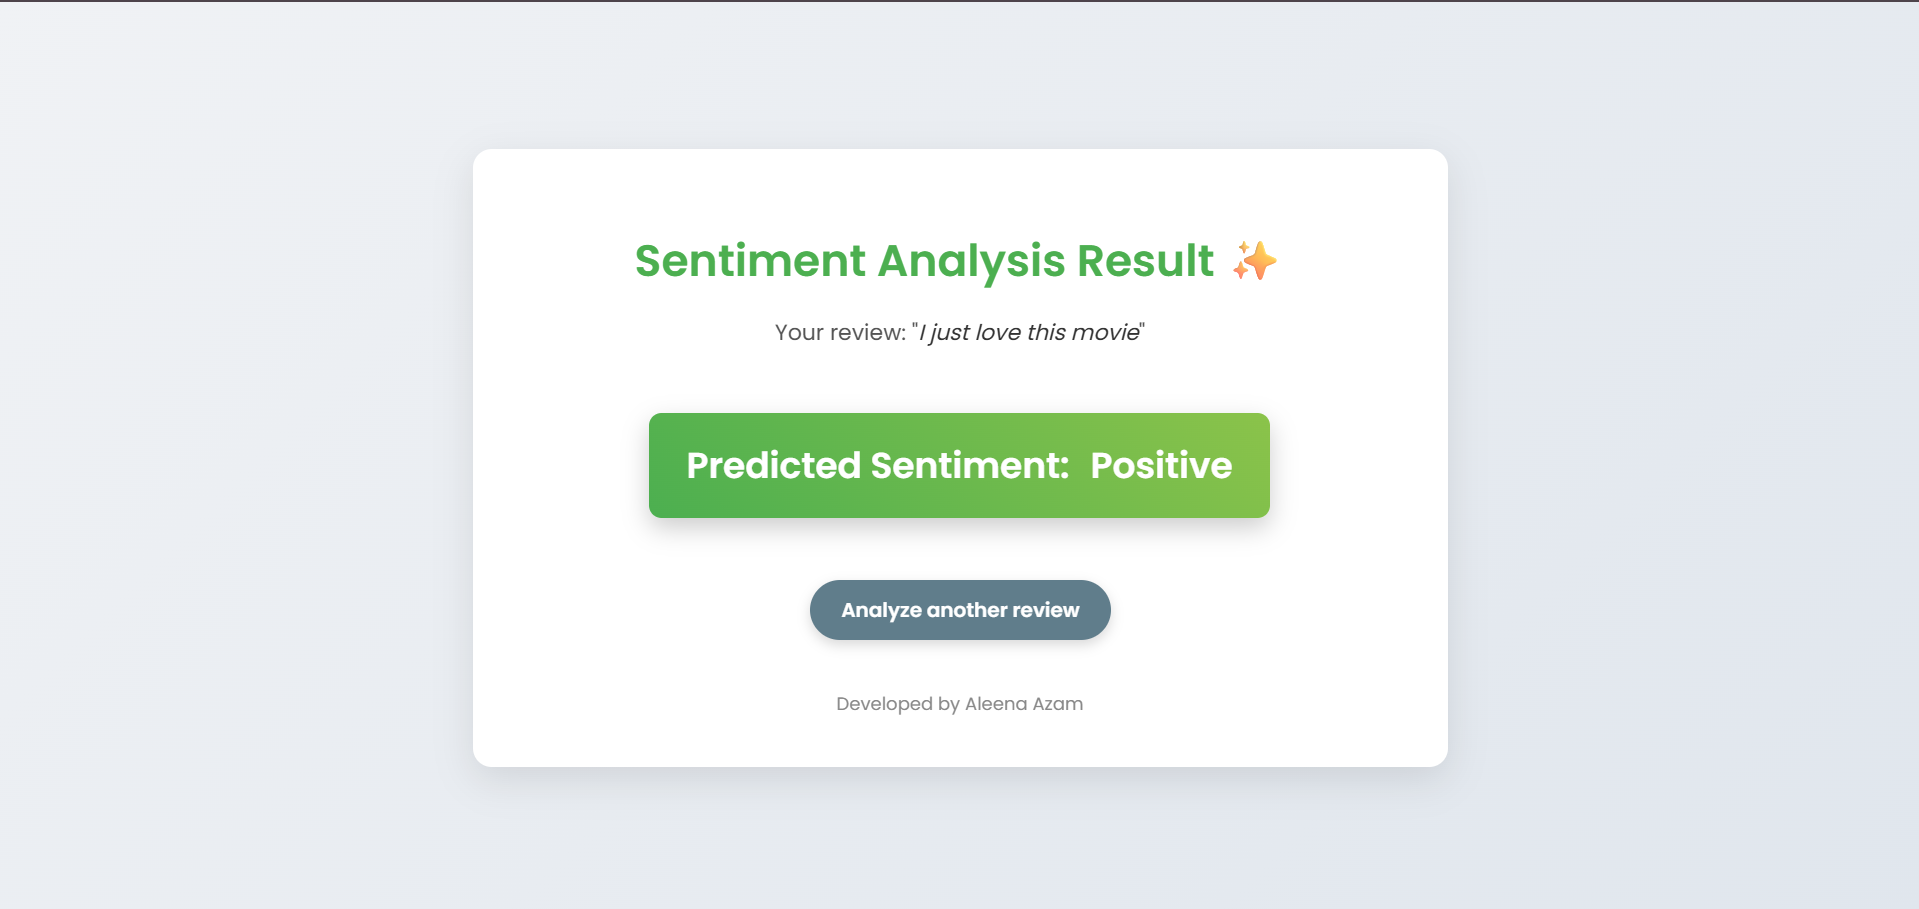 Sentiment Analysis Result ✨
Your review: "I just love this movie"
Predicted Sentiment: Positive
Analyze another review
Developed by Aleena Azam